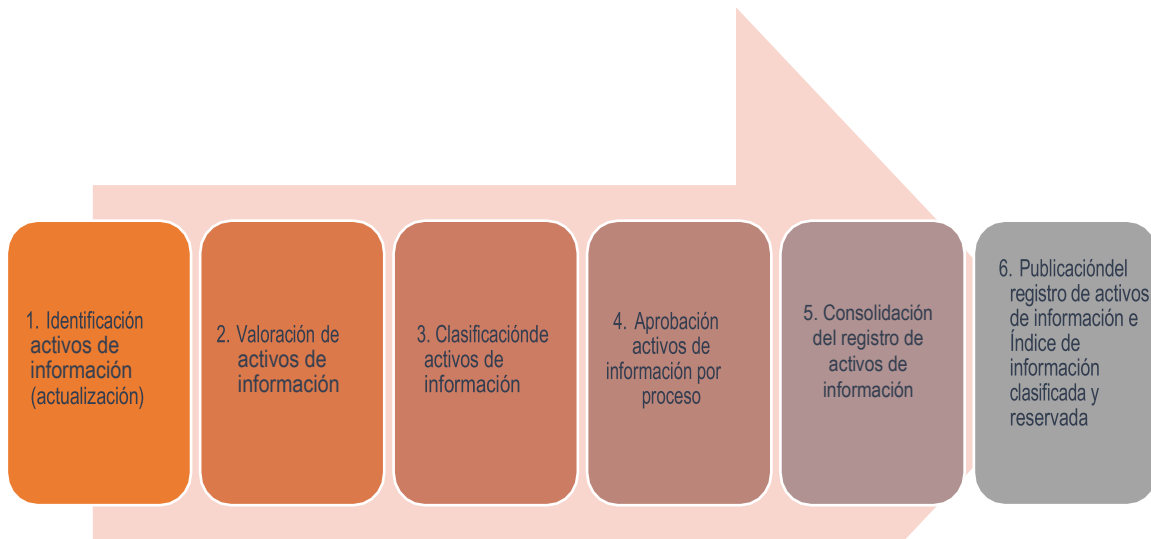 1. Identificación
activos de
información
(actualización)
2. Valoración de
activos de
información
3. Clasificaciónde
activos de
información
4. Aprobación
activos de
información por
proceso
5. Consolidación
del registro de
activos de
información
6. Publicacióndel
registro de activos
de información e
Índice de
información
clasificada y
reservada